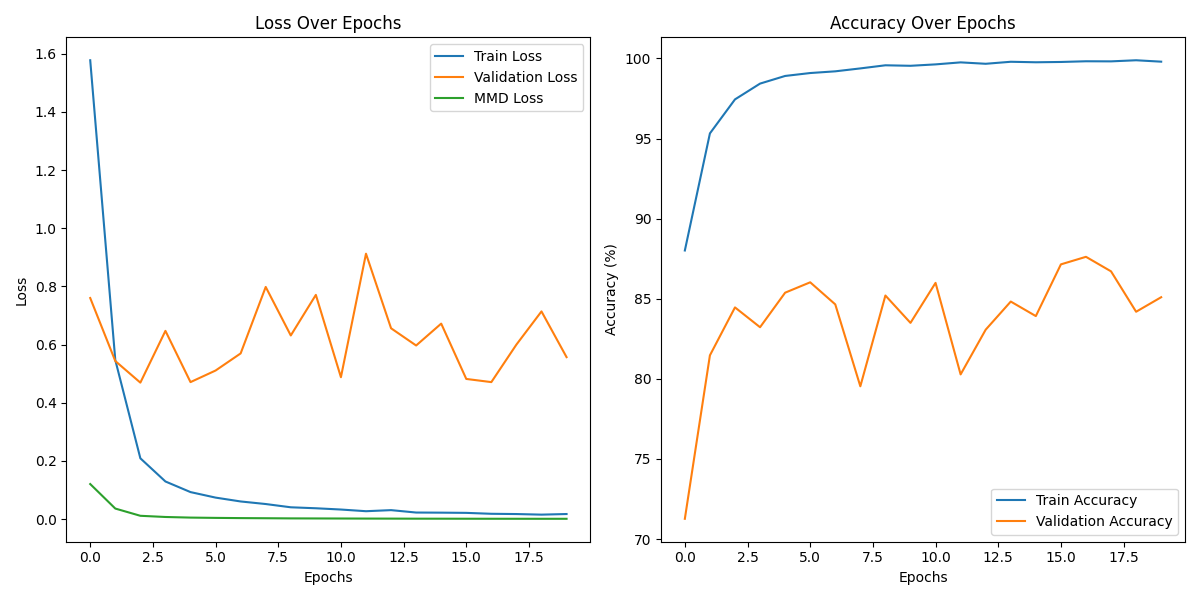 Loss Over Epochs
1.6
1.4
1.2
1.0
0.8
0.6
0.4
0.2
0.0
Loss
Train Loss
Validation Loss
MMD Loss
0.0 2.5 5.0 7.5 10.0 12.5 15.0 17.5
Epochs
Accuracy Over Epochs
100
95
90
85
80
75
70
Accuracy (%)
Train Accuracy
Validation Accuracy
0.0 2.5 5.0 7.5 10.0 12.5 15.0 17.5
Epochs